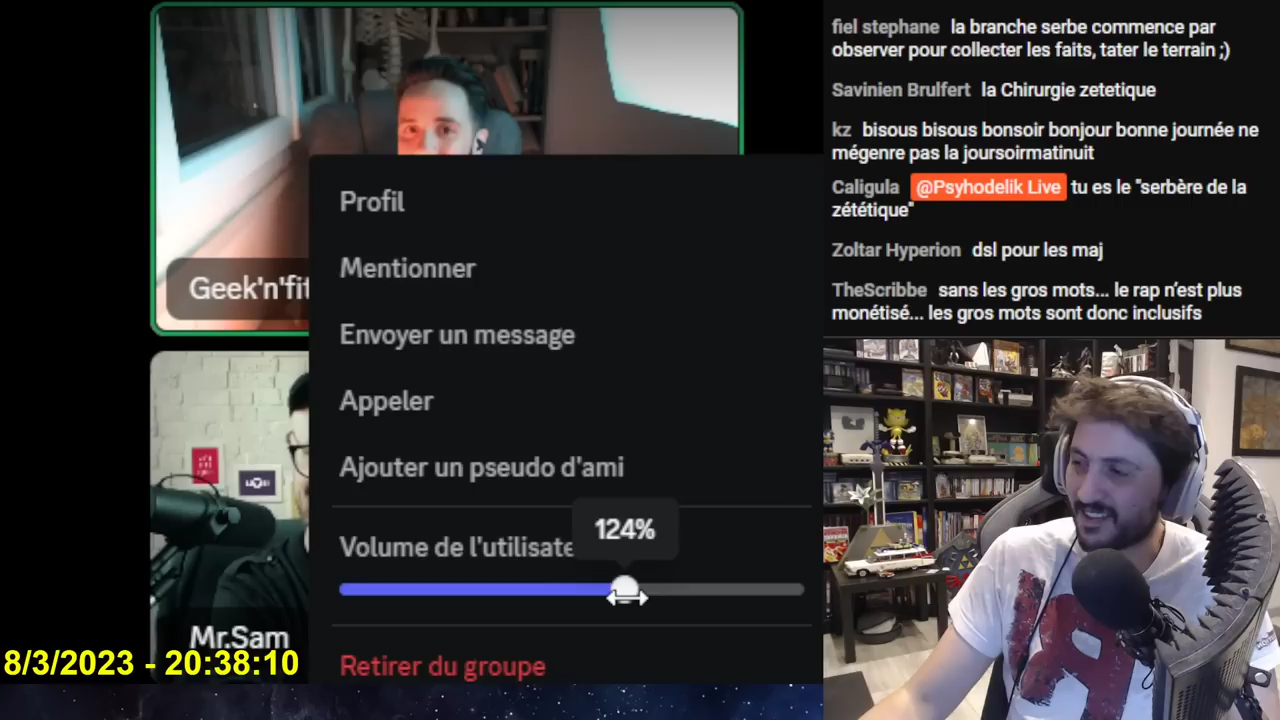 Geek'n'fit
Profil
Mentionner
Envoyer un message
Appeler
Ajouter un pseudo d'ami
124%
Volume de l'utilisate
Retirer du groupe
Mr.Sam
8/3/2023 - 20:38:10
fiel stephane la branche serbe commence par
observer pour collecter les faits, tater le terrain ;)
Savinien Brulfert la Chirurgie zetetique
kz bisous bisous bonsoir bonjour bonne journée ne
mégenre pas la joursoirmatinuit
Caligula @Psyhodelik Live tu es le "serbère de la
zététique"
Zoltar Hyperion dsl pour les maj
TheScribbe sans les gros mots... le rap n’est plus
monétisé... les gros mots sont donc inclusifs